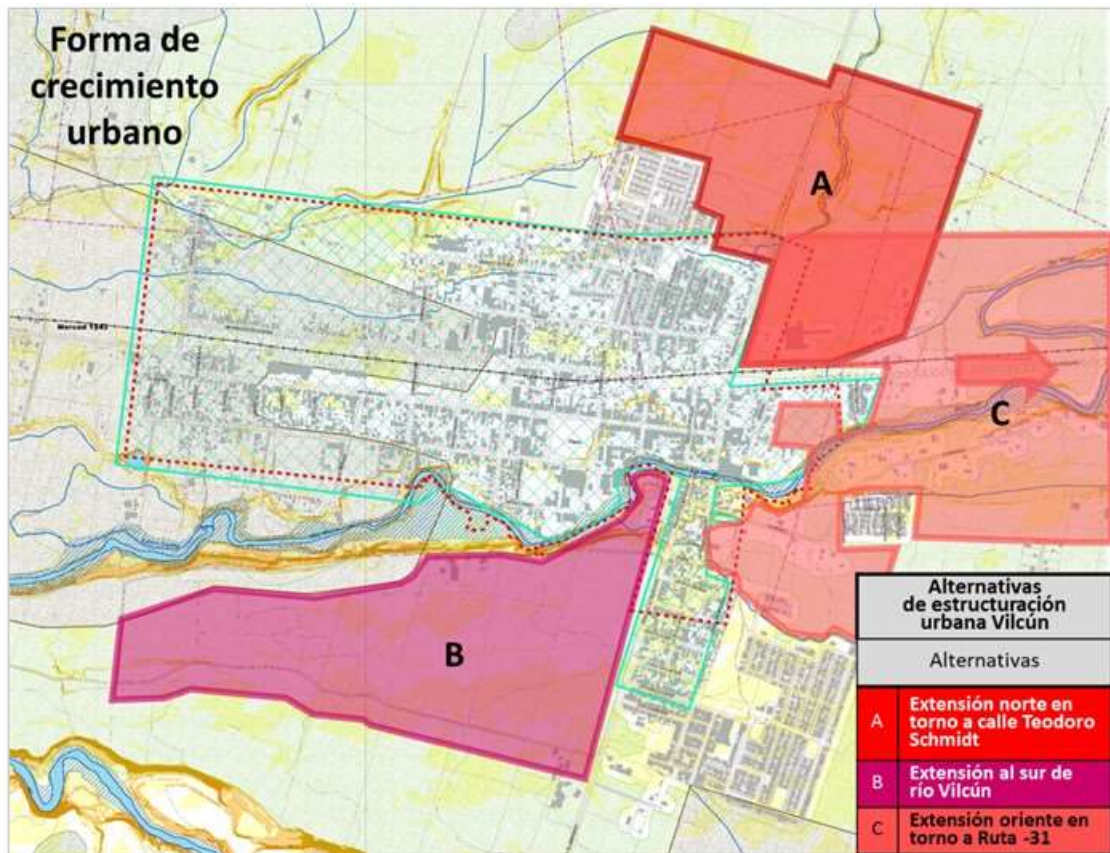 Forma de
crecimiento
urbano
A
C
B
Alternativas
de estructuración
urbana Vilcún
Alternativas
A
Extensión norte en
torno a calle Teodoro
Schmidt
B
Extensión al sur de
río Vilcún
C
Extensión oriente en
torno a Ruta -31